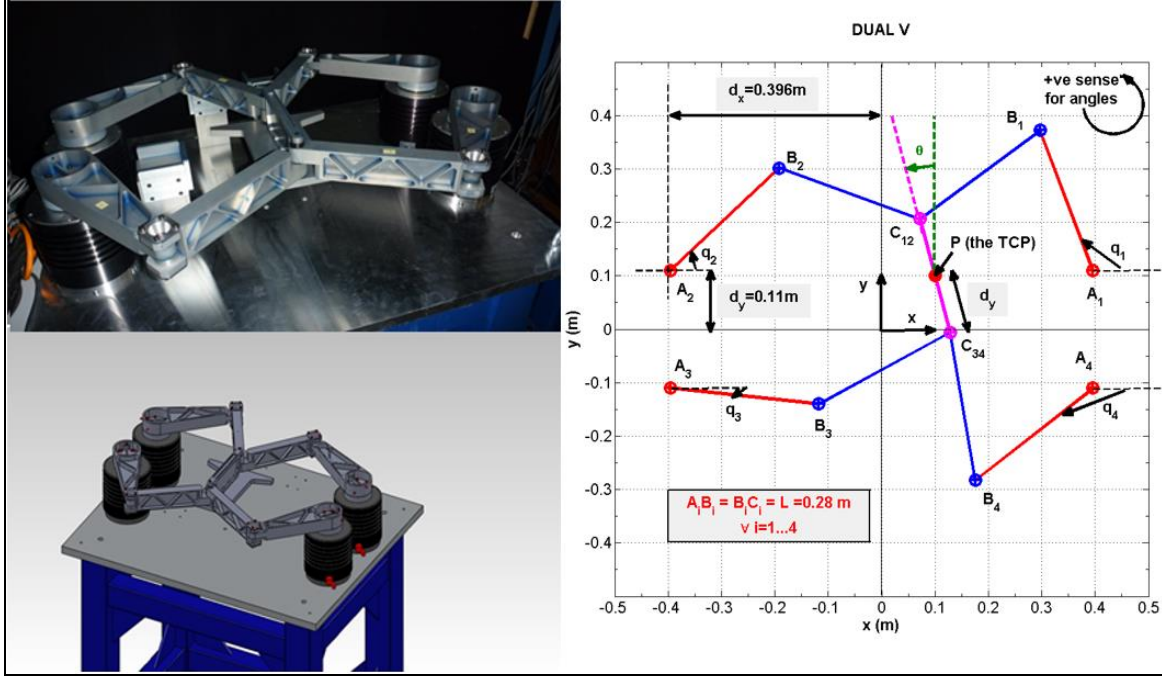 DUAL V
d_x=0.396m
+ve sense
for angles
B_1
B_2
θ
C_12
P (the TCP)
q_2
q_1
A_2
A_1
d_y=0.11m
y
x
d_y
C_34
A_3
A_4
q_3
q_4
B_3
B_4
A_iB_i = B_iC_i = L =0.28 m
∀ i=1...4
0.4
0.3
0.2
0.1
0
-0.1
-0.2
-0.3
-0.4
y (m)
-0.5 -0.4 -0.3 -0.2 -0.1 0 0.1 0.2 0.3 0.4 0.5
x (m)